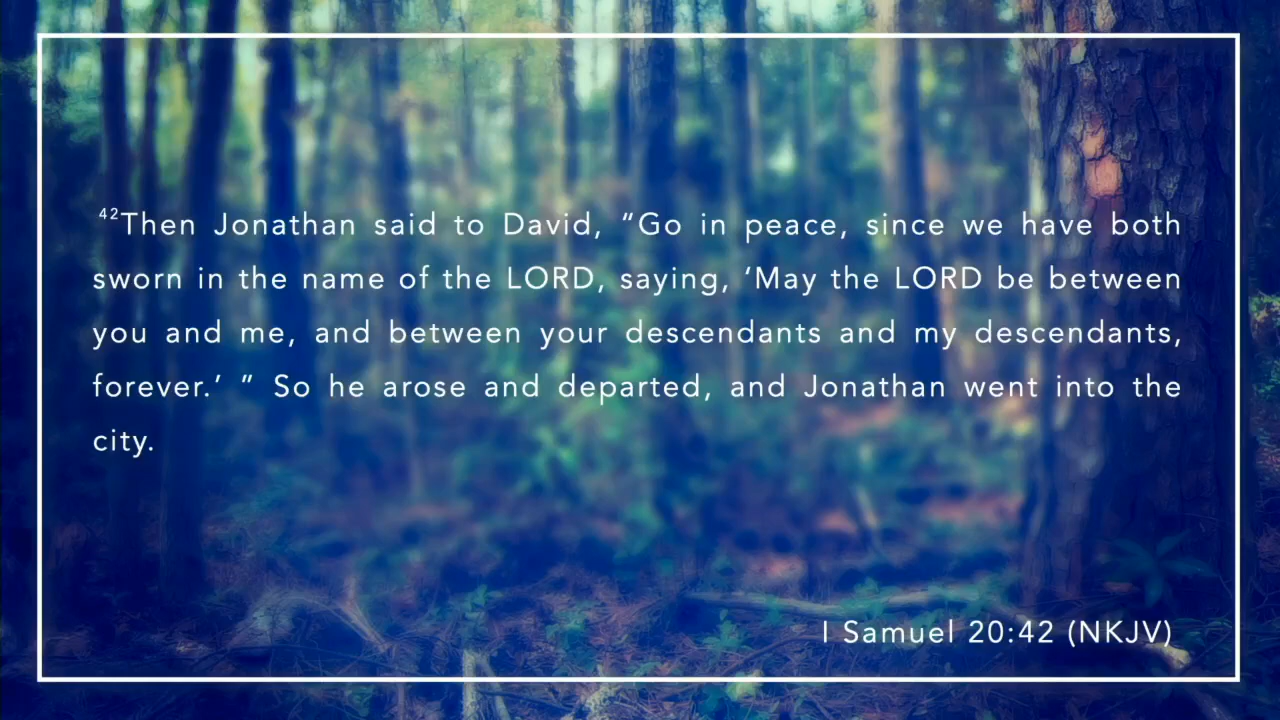 ⁴²Then Jonathan said to David, “Go in peace, since we have both
sworn in the name of the LORD, saying, ‘May the LORD be between
you and me, and between your descendants and my descendants,
forever.’ ” So he arose and departed, and Jonathan went into the
city.
I Samuel 20:42 (NKJV)